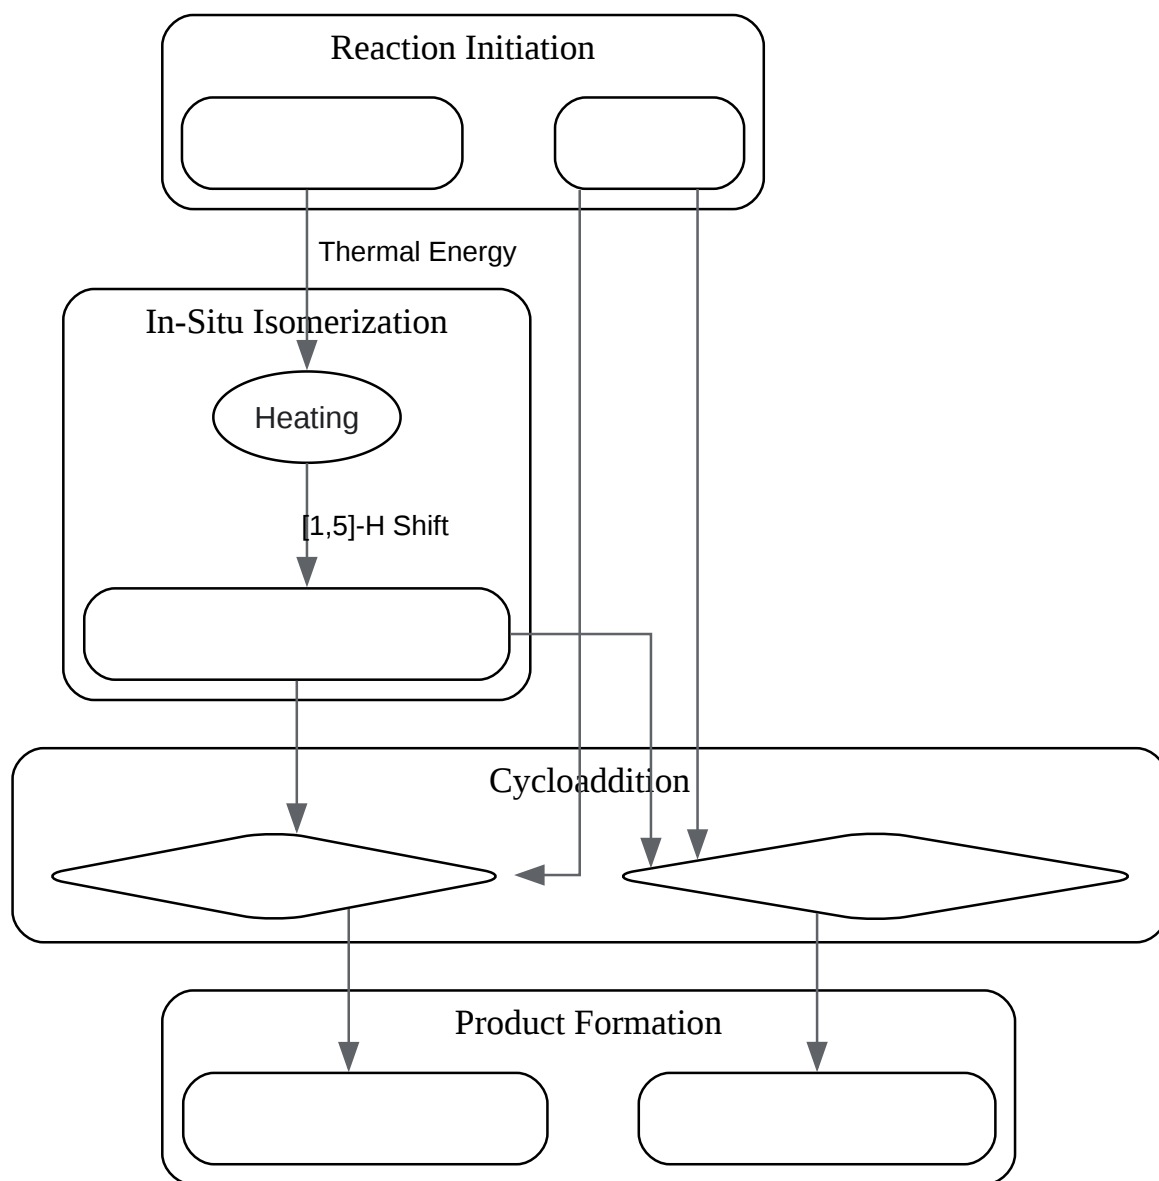 Reaction Initiation
Thermal Energy
In-Situ Isomerization
Heating
[1,5]-H Shift
Cycloaddition
Product Formation